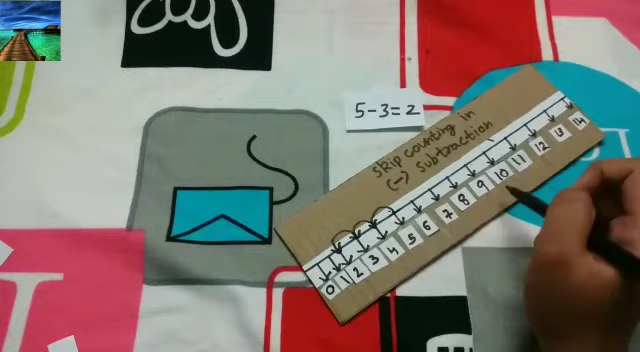 5-3=2
skip counting in
(-) subtraction
0 1 2 3 4 5 6 7 8 9 10 11 12 13 14